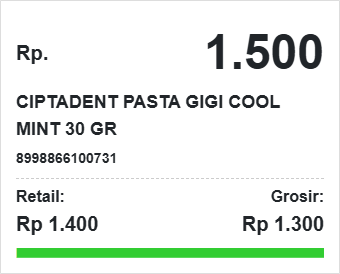 Rp. 1.500
CIPTADENT PASTA GIGI COOL
MINT 30 GR
8998866100731
Retail: Grosir:
Rp 1.400 Rp 1.300